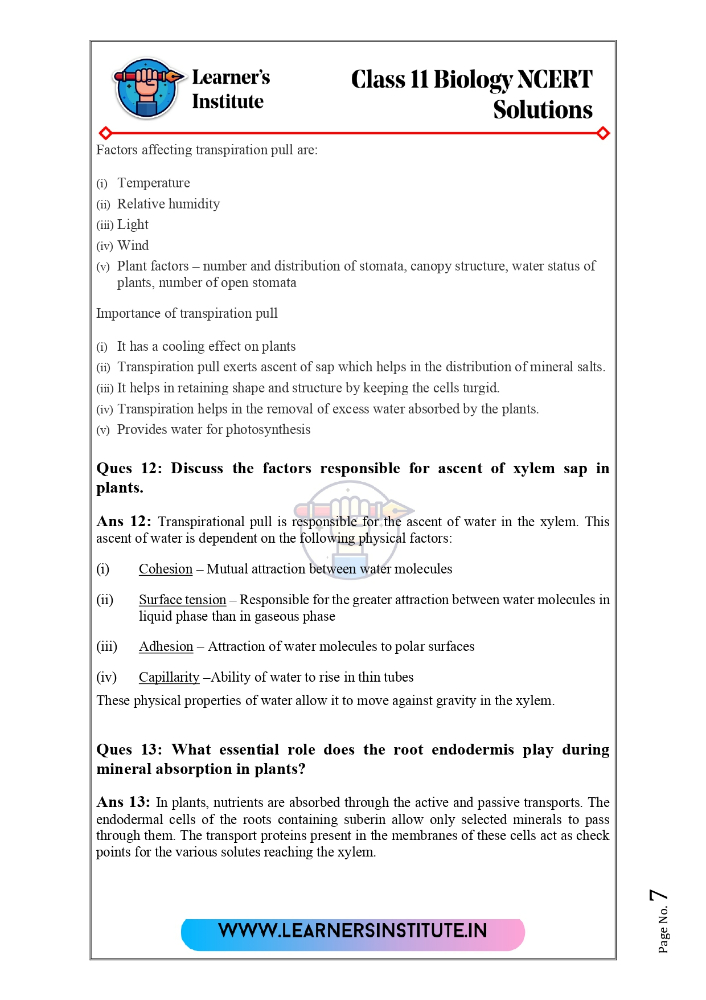 Learner's
Institute
Class 11 Biology NCERT
Solutions
Factors affecting transpiration pull are:
(i) Temperature
(ii) Relative humidity
(iii) Light
(iv) Wind
(v) Plant factors – number and distribution of stomata, canopy structure, water status of
plants, number of open stomata
Importance of transpiration pull
(i) It has a cooling effect on plants
(ii) Transpiration pull exerts ascent of sap which helps in the distribution of mineral salts.
(iii) It helps in retaining shape and structure by keeping the cells turgid.
(iv) Transpiration helps in the removal of excess water absorbed by the plants.
(v) Provides water for photosynthesis
Ques 12: Discuss the factors responsible for ascent of xylem sap in
plants.
Ans 12: Transpirational pull is responsible for the ascent of water in the xylem. This
ascent of water is dependent on the following physical factors:
(i) Cohesion – Mutual attraction between water molecules
(ii) Surface tension – Responsible for the greater attraction between water molecules in
liquid phase than in gaseous phase
(iii) Adhesion – Attraction of water molecules to polar surfaces
(iv) Capillarity –Ability of water to rise in thin tubes
These physical properties of water allow it to move against gravity in the xylem.
Ques 13: What essential role does the root endodermis play during
mineral absorption in plants?
Ans 13: In plants, nutrients are absorbed through the active and passive transports. The
endodermal cells of the roots containing suberin allow only selected minerals to pass
through them. The transport proteins present in the membranes of these cells act as check
points for the various solutes reaching the xylem.
WWW.LEARNERSINSTITUTE.IN
Page No. 7